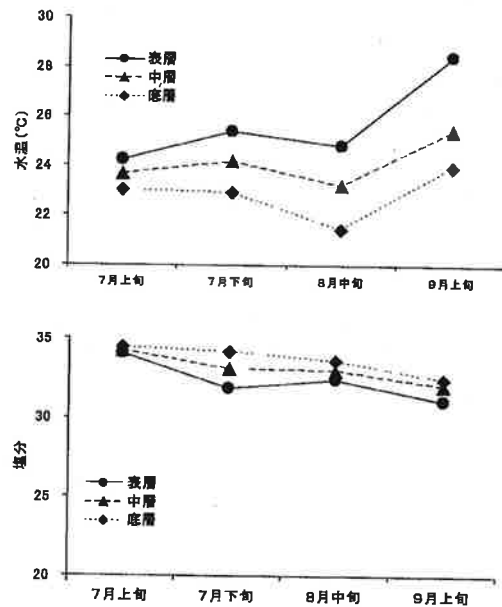 30
28
26
24
22
20
水温(℃)
表層
中層
底層
7月上旬 7月下旬 8月中旬 9月上旬
35
30
25
20
塩分
表層
中層
底層
7月上旬 7月下旬 8月中旬 9月上旬